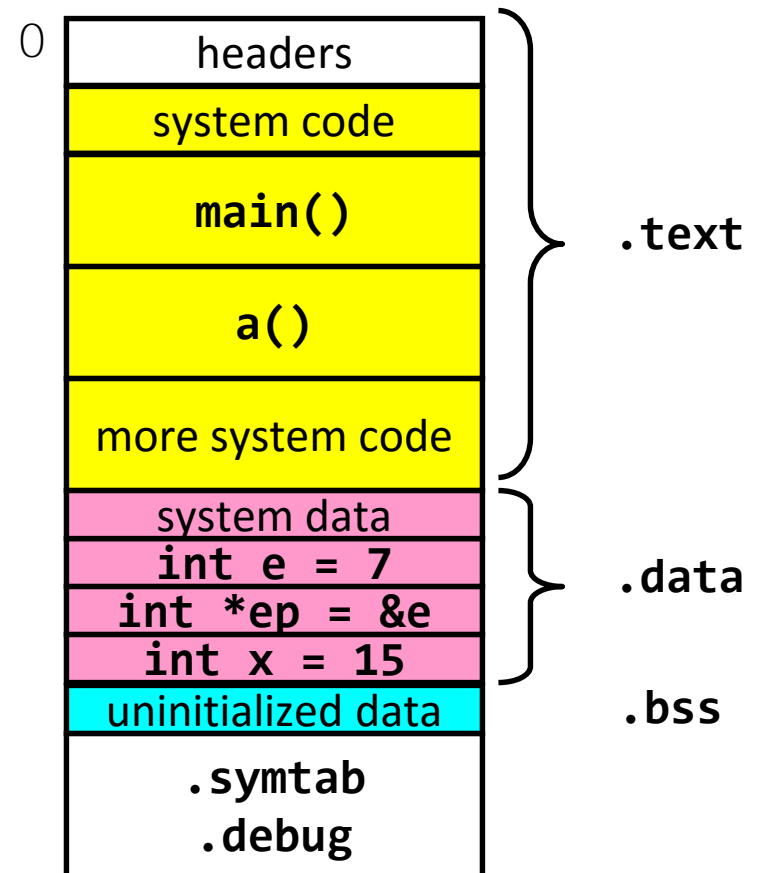 0
headers
system code
main()
a()
more system code
.text
system data
int e = 7
int *ep = &e
int x = 15
.data
uninitialized data
.bss
.symtab
.debug